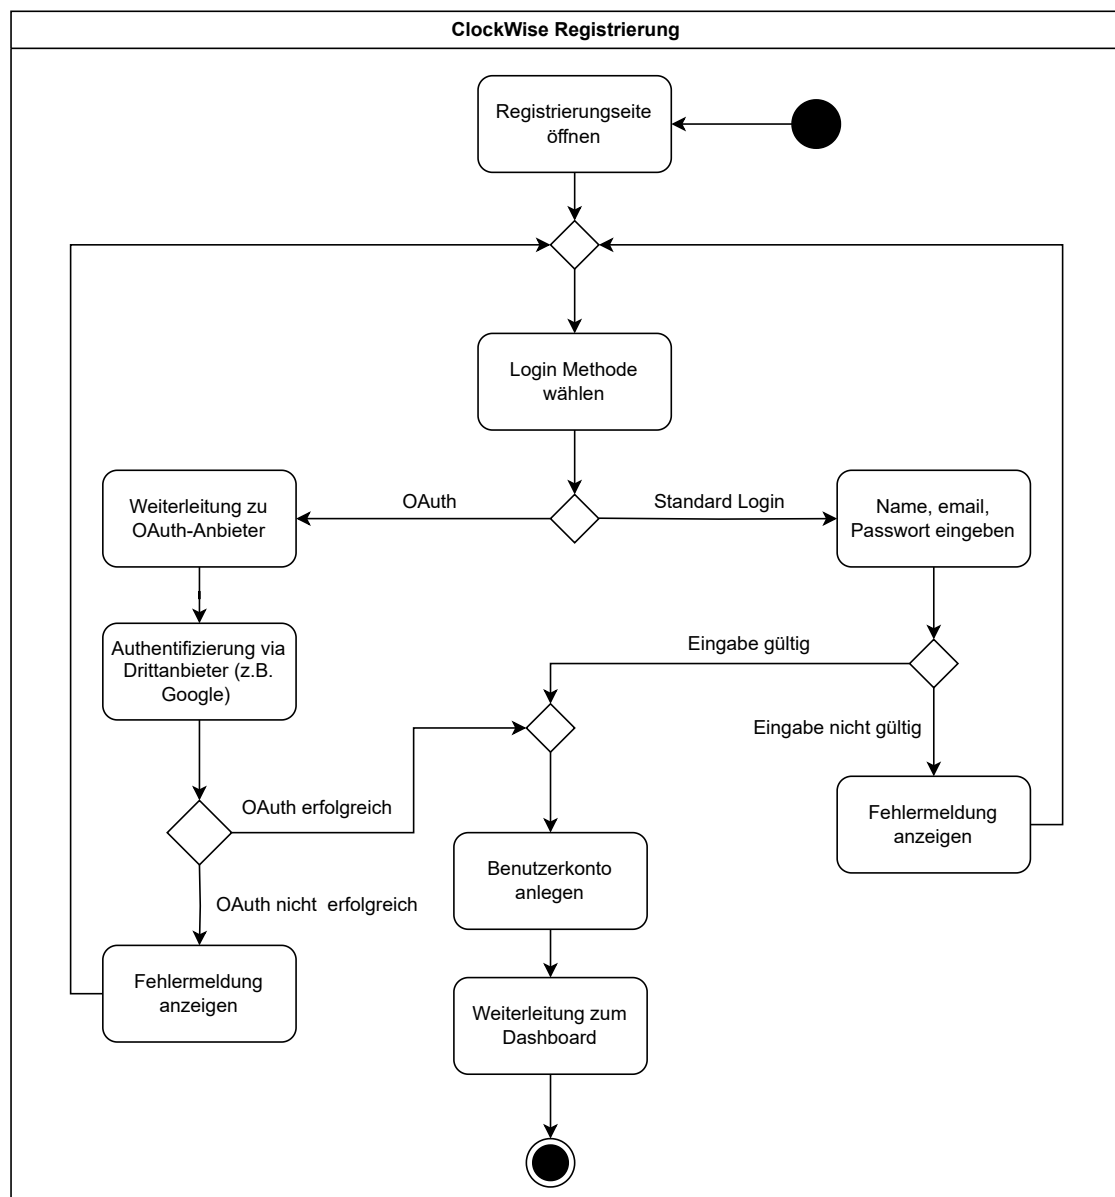 ClockWise Registrierung
Registrierungseite
öffnen
Login Methode
wählen
OAuth
Standard Login
Weiterleitung zu
OAuth-Anbieter
Name, email,
Passwort eingeben
Authentifizierung via
Drittanbieter (z.B.
Google)
Eingabe gültig
Eingabe nicht gültig
OAuth erfolgreich
Fehlermeldung
anzeigen
Benutzerkonto
anlegen
OAuth nicht  erfolgreich
Fehlermeldung
anzeigen
Weiterleitung zum
Dashboard